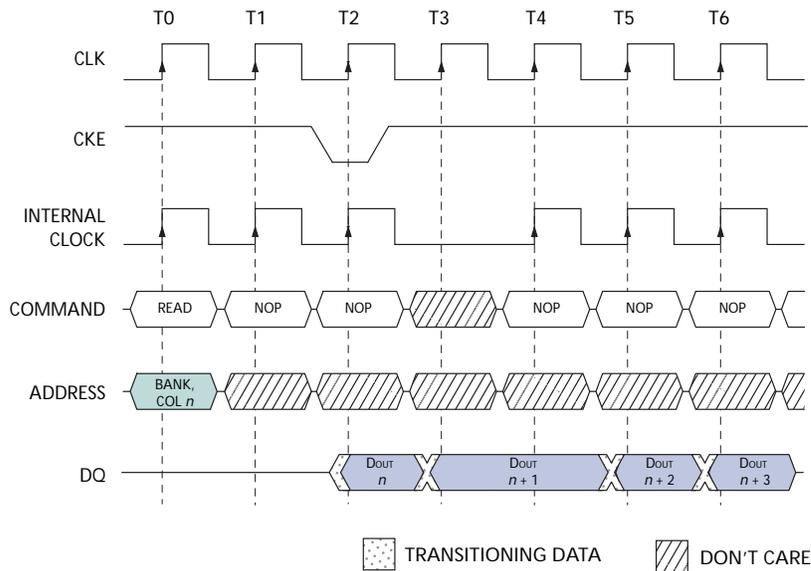 T0 T1 T2 T3 T4 T5 T6
CLK
CKE
INTERNAL
CLOCK
COMMAND READ NOP NOP NOP NOP NOP
ADDRESS BANK,
COL n
DQ DOUT DOUT DOUT DOUT
n n + 1 n + 2 n + 3
TRANSITIONING DATA DON'T CARE